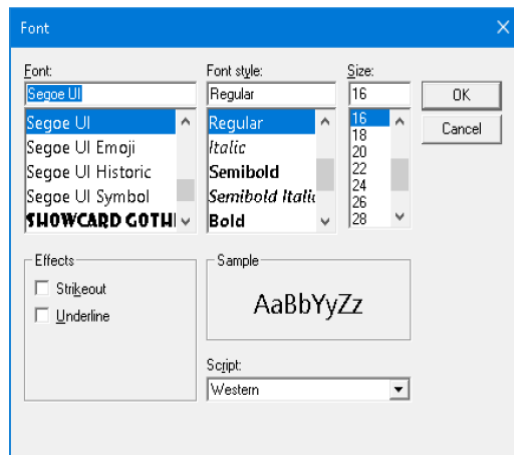 Font
Font:
Font style:
Size:
Segoe UI
Regular
16
OK
Segoe UI
Segoe UI Emoji
Segoe UI Historic
Segoe UI Symbol
SHOWCARD GOTHI
Regular
Italic
Semibold
Semibold Italic
Bold
16
18
20
22
24
26
28
Cancel
Effects
Strikeout
Underline
Sample
AaBbYyZz
Script:
Western